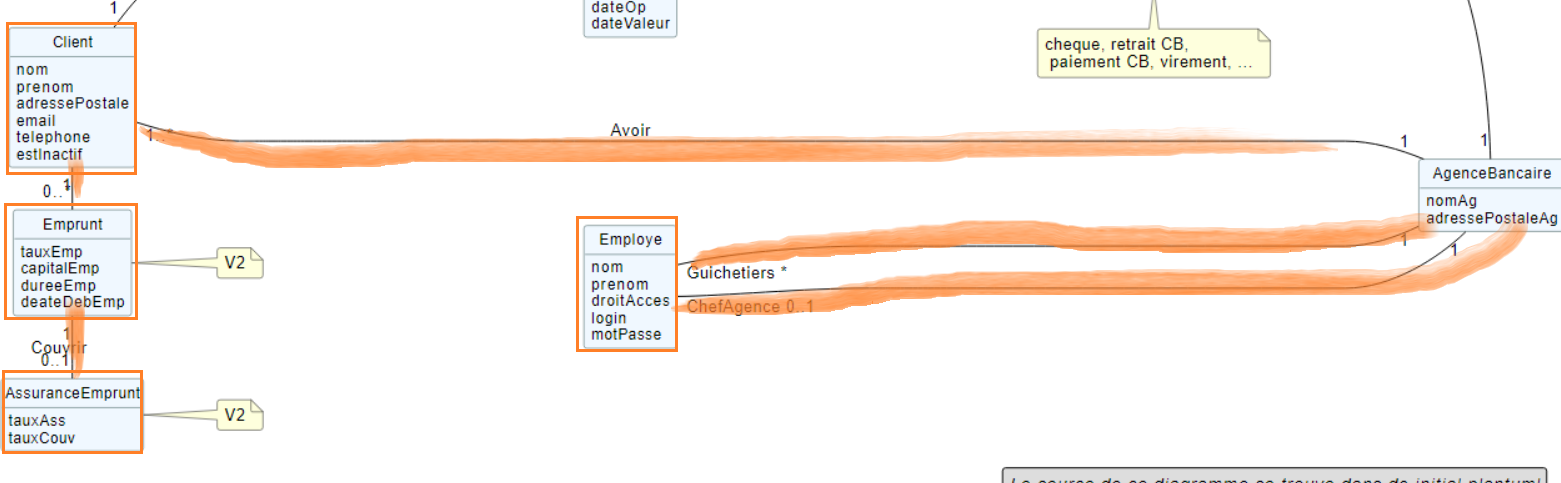 1
dateOp
dateValeur
cheque, retrait CB,
paiement CB, virement, ...
Client
nom
prenom
adressePostale
email
telephone
estInactif
1..*
Avoir
1
1
AgenceBancaire
nomAg
adressePostaleAg
1
0..*
Emprunt
tauxEmp
capitalEmp
dureeEmp
deateDebEmp
V2
Employe
nom
prenom
droitAcces
login
motPasse
Guichetiers *
1
ChefAgence 0..1
1
1
Couvrir
0..1
AssuranceEmprunt
tauxAss
tauxCouv
V2